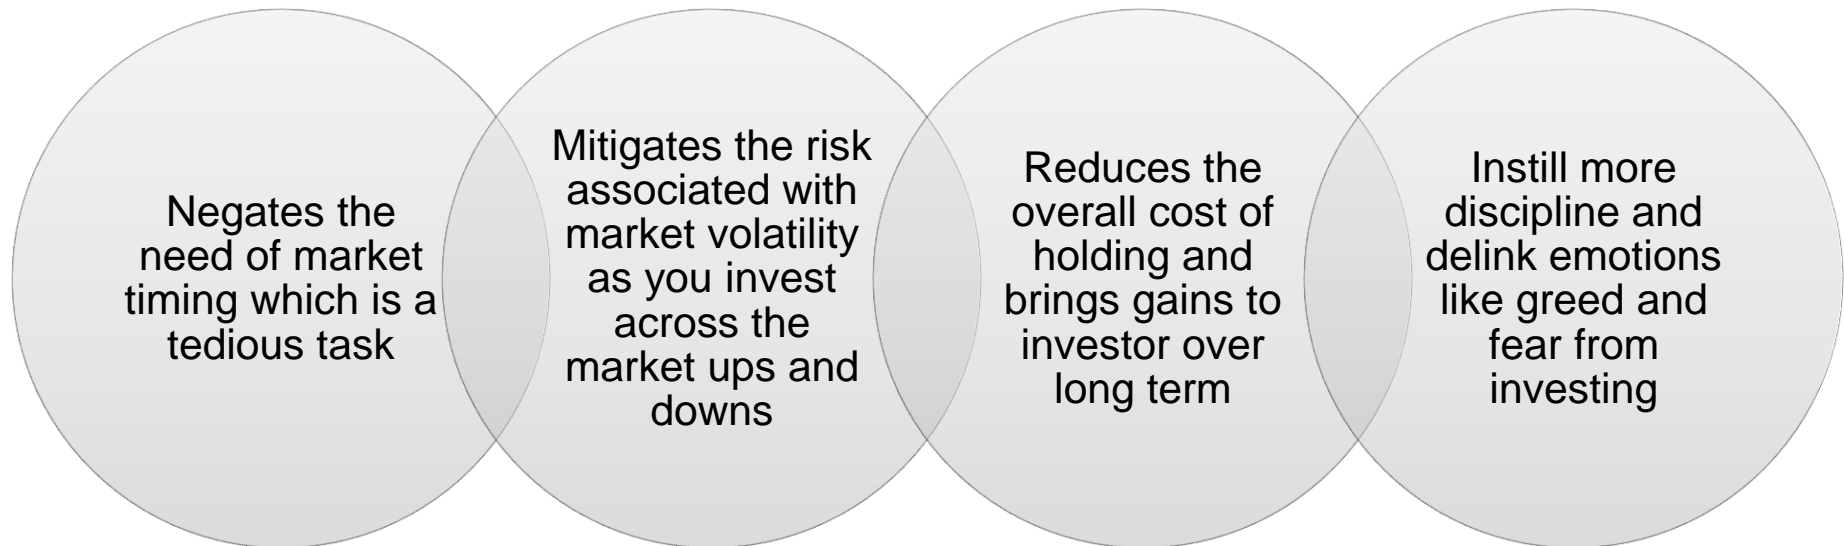 Negates the
need of market
timing which is a
tedious task
Mitigates the risk
associated with
market volatility
as you invest
across the
market ups and
downs
Reduces the
overall cost of
holding and
brings gains to
investor over
long term
Instill more
discipline and
delink emotions
like greed and
fear from
investing